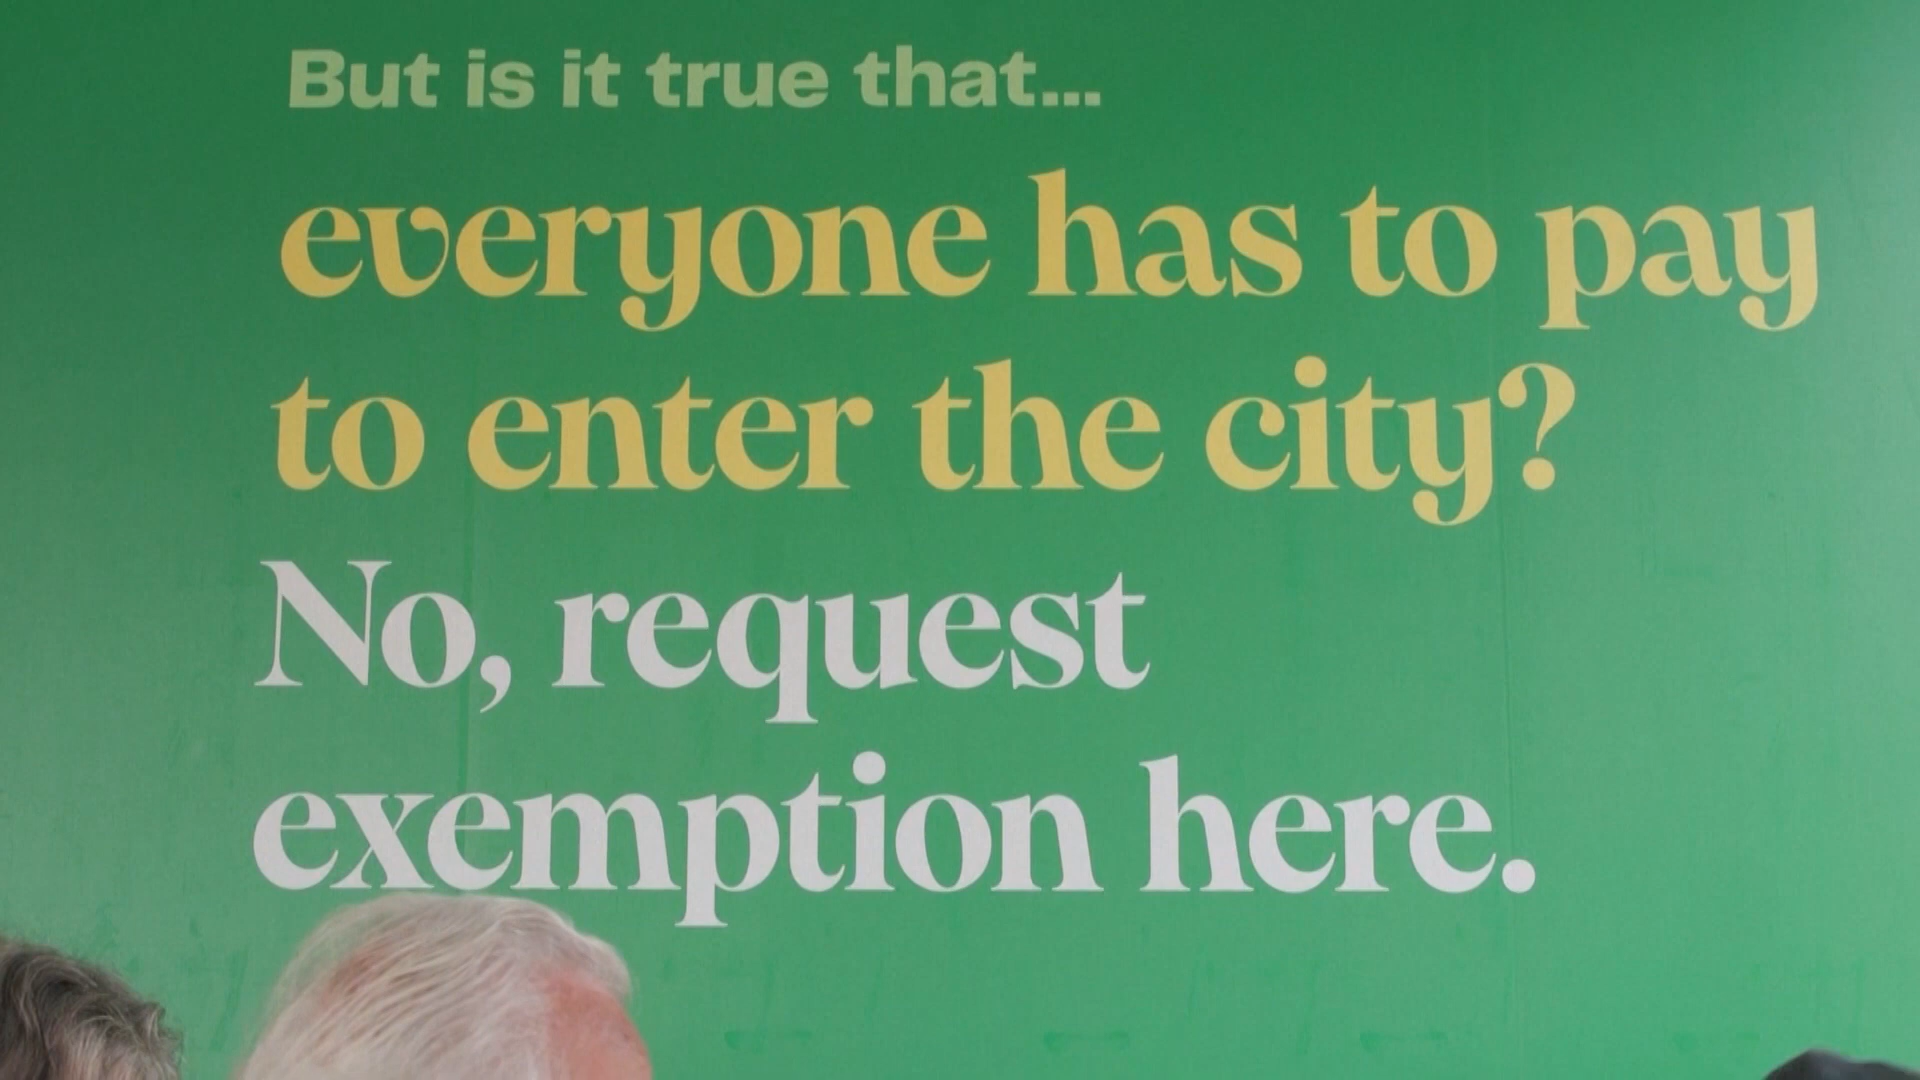 But is it true that...
everyone has to pay
to enter the city?
No, request
exemption here.